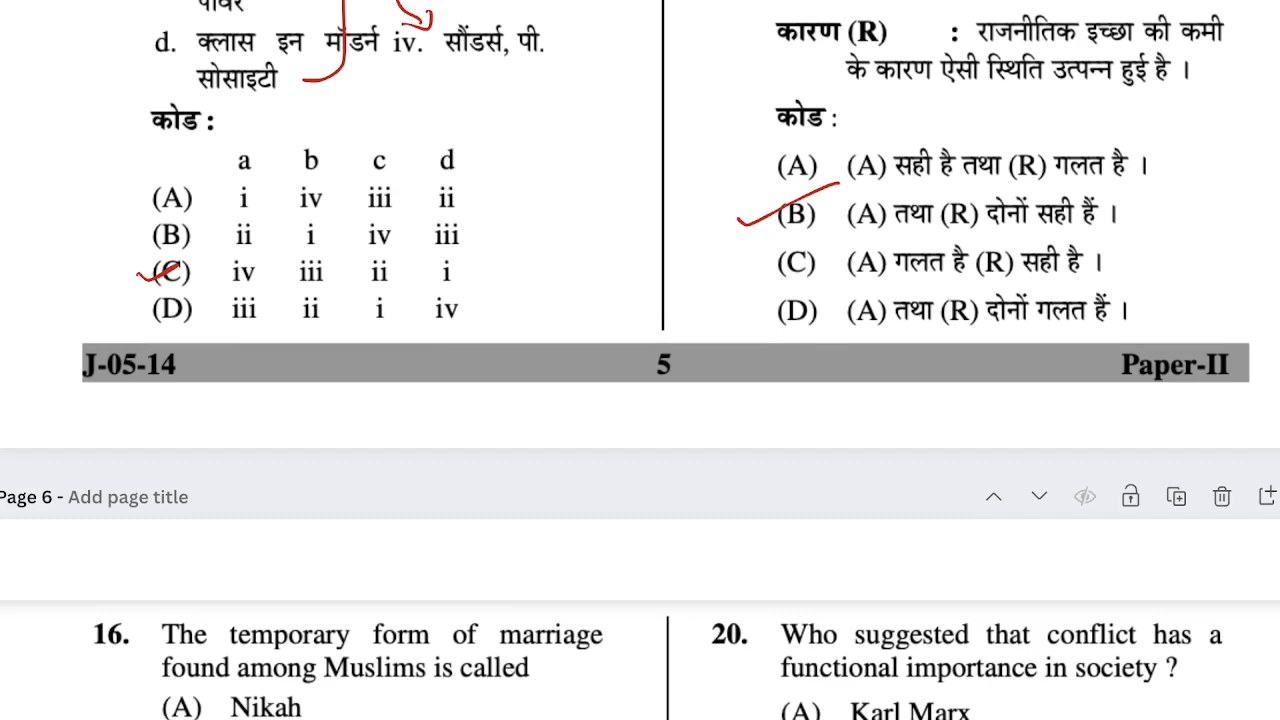 पावर
d. क्लास इन मॉडर्न iv. सौंडर्स, पी.
सोसाइटी
कोड :
a b c d
(A) i iv iii ii
(B) ii i iv iii
(C) iv iii ii i
(D) iii ii i iv
कारण (R) : राजनीतिक इच्छा की कमी
के कारण ऐसी स्थिति उत्पन्न हुई है ।
कोड :
(A) (A) सही है तथा (R) गलत है ।
(B) (A) तथा (R) दोनों सही हैं ।
(C) (A) गलत है (R) सही है ।
(D) (A) तथा (R) दोनों गलत हैं ।
J-05-14 5 Paper-II
Page 6 - Add page title
16. The temporary form of marriage
found among Muslims is called
(A) Nikah
20. Who suggested that conflict has a
functional importance in society ?
(A) Karl Marx